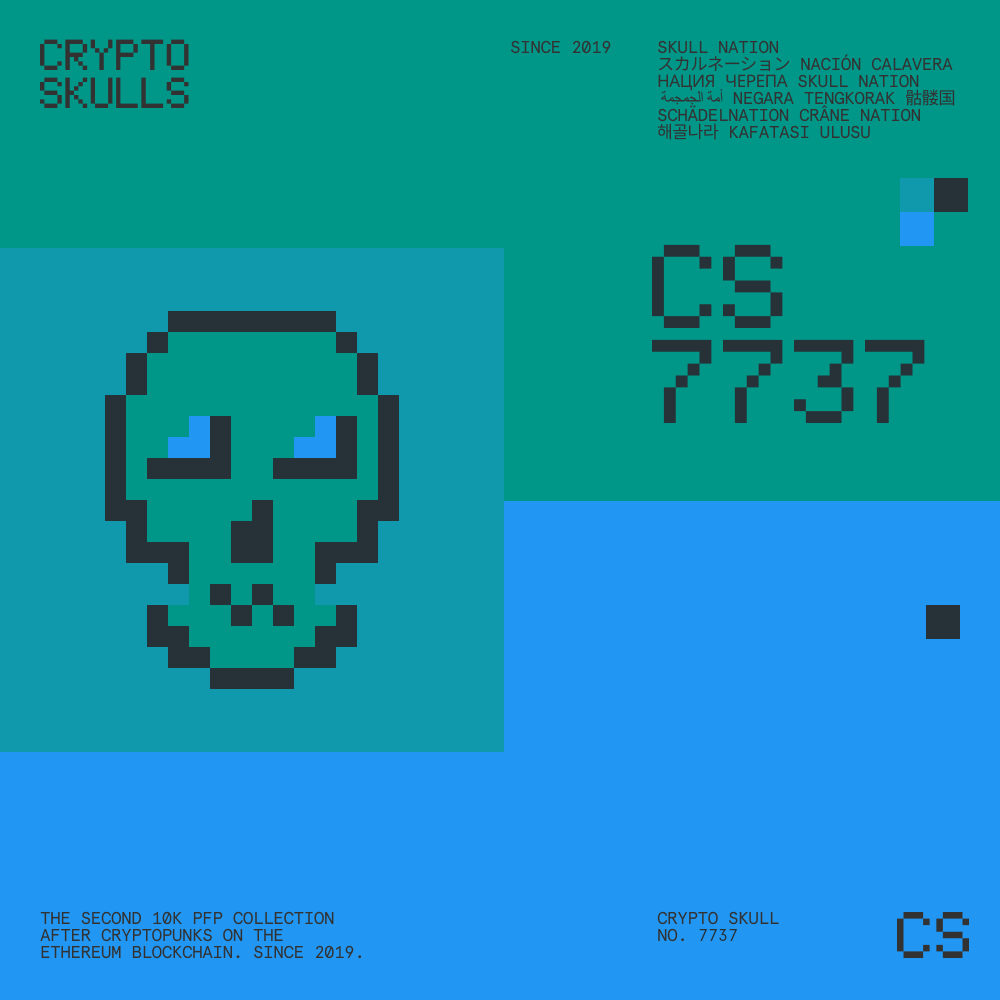 CRYPTO
SKULLS
SINCE 2019
SKULL NATION
スカルネーション NACIÓN CALAVERA
НАЦИЯ ЧЕРЕПА SKULL NATION
أمة الجمجمة NEGARA TENGKORAK 骷髅国
SCHÄDELNATION CRÂNE NATION
해골나라 KAFATASI ULUSU
CS
7737
THE SECOND 10K PFP COLLECTION
AFTER CRYPTOPUNKS ON THE
ETHEREUM BLOCKCHAIN. SINCE 2019.
CRYPTO SKULL
NO. 7737
CS